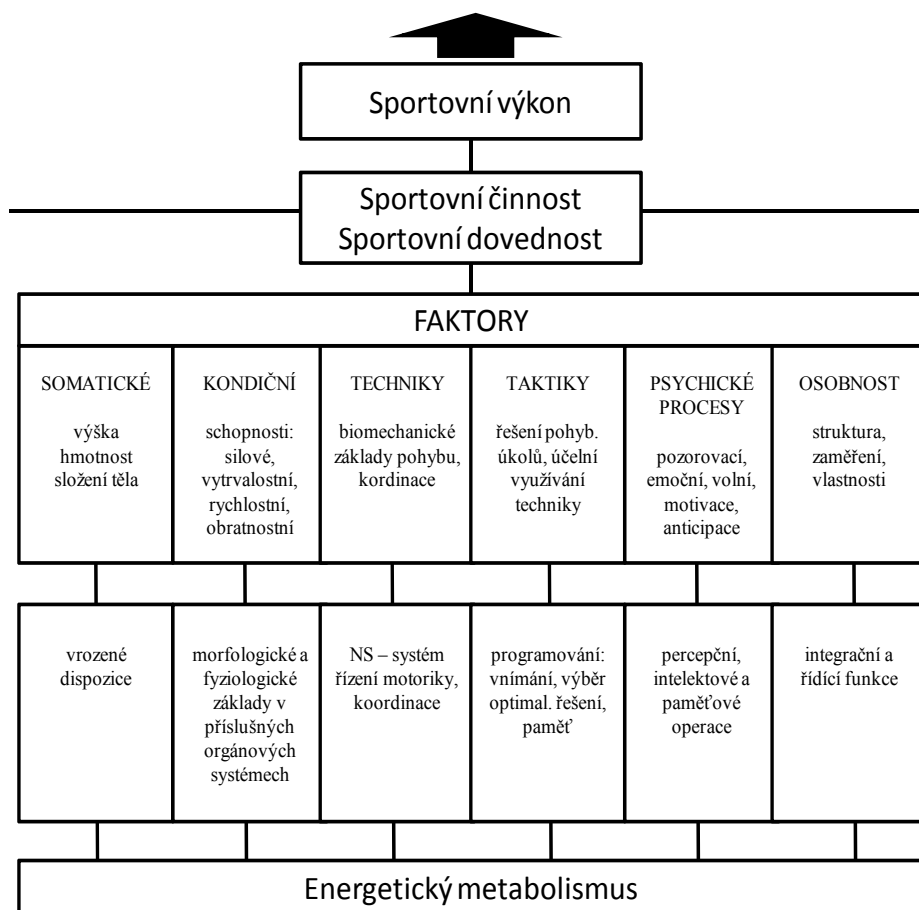 Sportovní výkon
Sportovní činnost
Sportovní dovednost
FAKTORY
SOMATICKÉ
výška
hmotnost
složení těla
KONDIČNÍ
schopnosti:
silové,
vytrvalostní,
rychlostní,
obratnostní
TECHNIKY
biomechanické
základy pohybu,
kordinace
TAKTIKY
řešení pohyb.
úkolů, účelní
využívání
techniky
PSYCHICKÉ
PROCESY
pozorovací,
emoční, volní,
motivace,
anticipace
OSOBNOST
struktura,
zaměření,
vlastnosti
vrozené
dispozice
morfologické a
fyziologické
základy v
příslušných
orgánových
systémech
NS – systém
řízení motoriky,
koordinace
programování:
vnímání, výběr
optimal. řešení,
paměť
percepční,
intelektové a
paměťové
operace
integrační a
řídící funkce
Energetický metabolismus